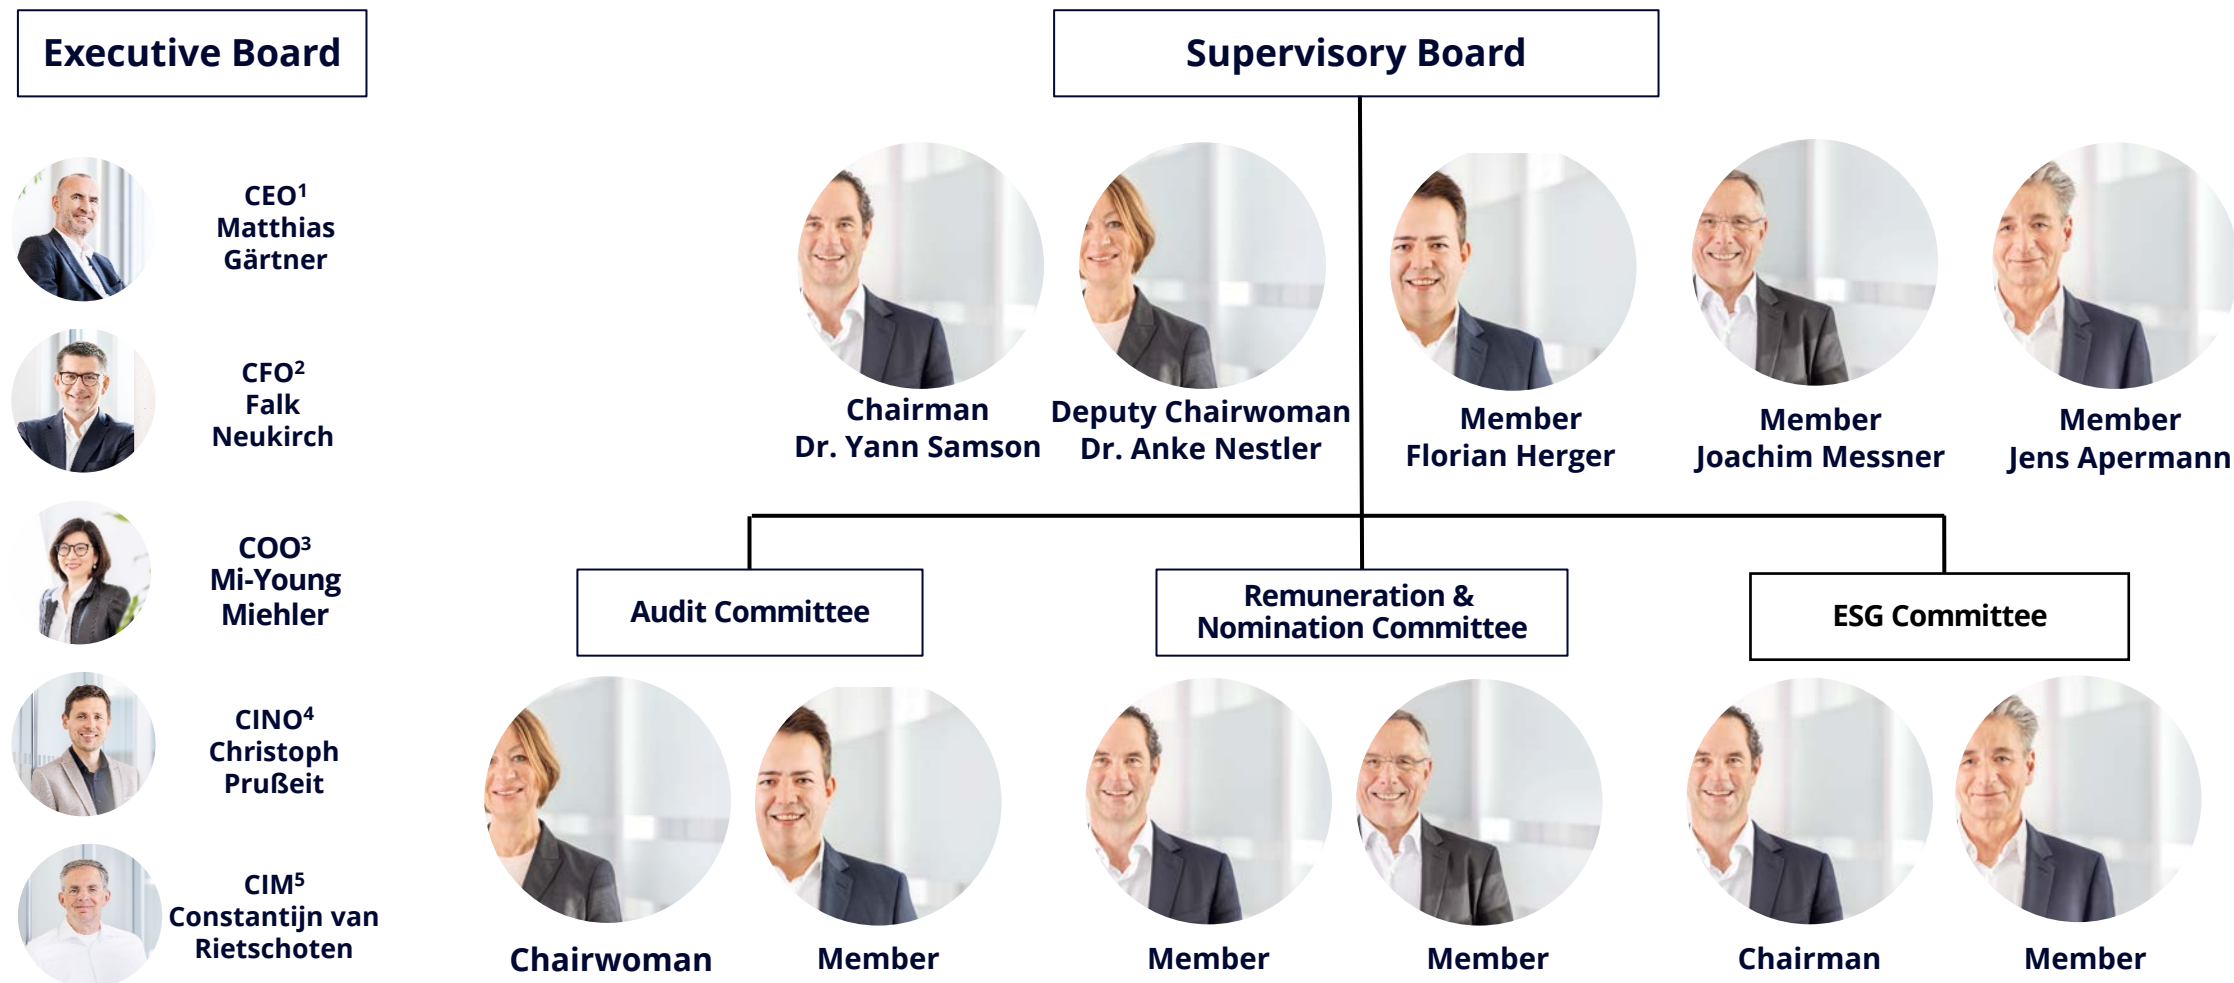 Executive Board
CEO¹
Matthias
Gärtner
CFO²
Falk
Neukirch
COO³
Mi-Young
Miehler
CINO⁴
Christoph
Prußeit
CIM⁵
Constantijn van
Rietschoten
Supervisory Board
Chairman
Dr. Yann Samson
Deputy Chairwoman
Dr. Anke Nestler
Member
Florian Herger
Member
Joachim Messner
Member
Jens Apermann
Audit Committee
Chairwoman
Member
Remuneration &
Nomination Committee
Member
Member
ESG Committee
Chairman
Member